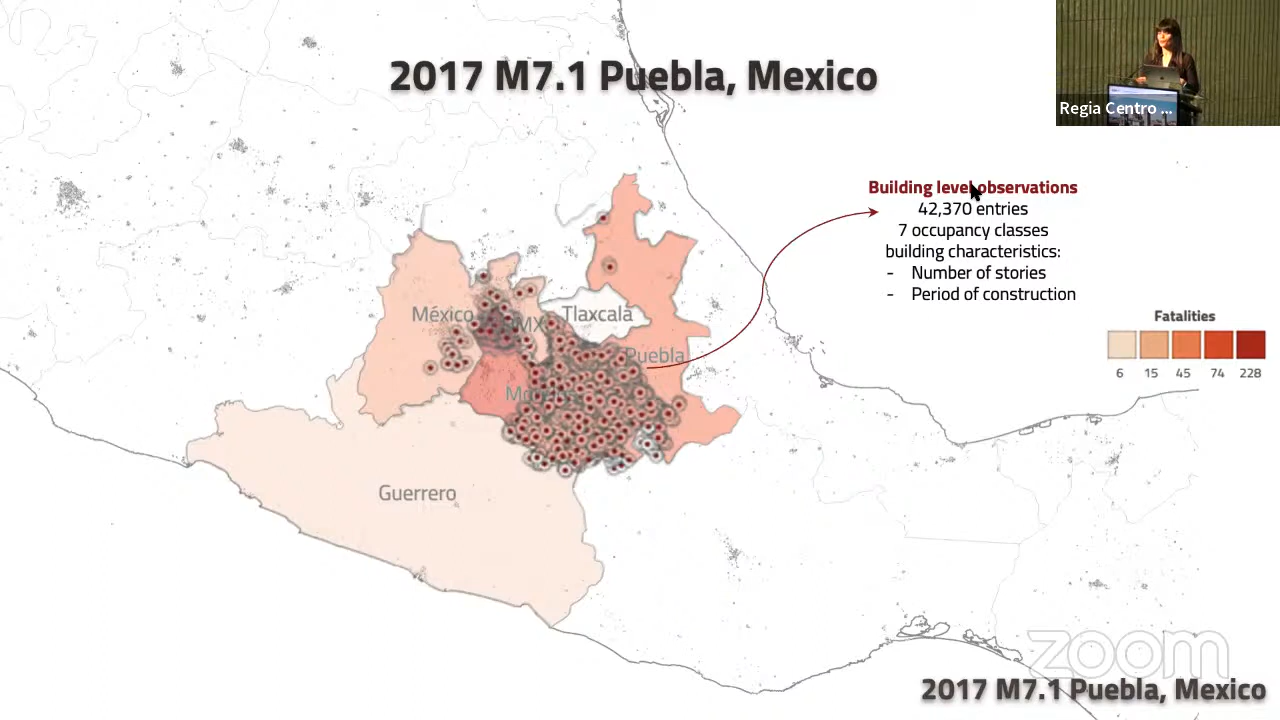 2017 M7.1 Puebla, Mexico
Regia Centro ...
Building level observations
42,370 entries
7 occupancy classes
building characteristics:
- Number of stories
- Period of construction
Fatalities
6 15 45 74 228
México
Tlaxcala
Puebla
Guerrero
zoom
2017 M7.1 Puebla, Mexico